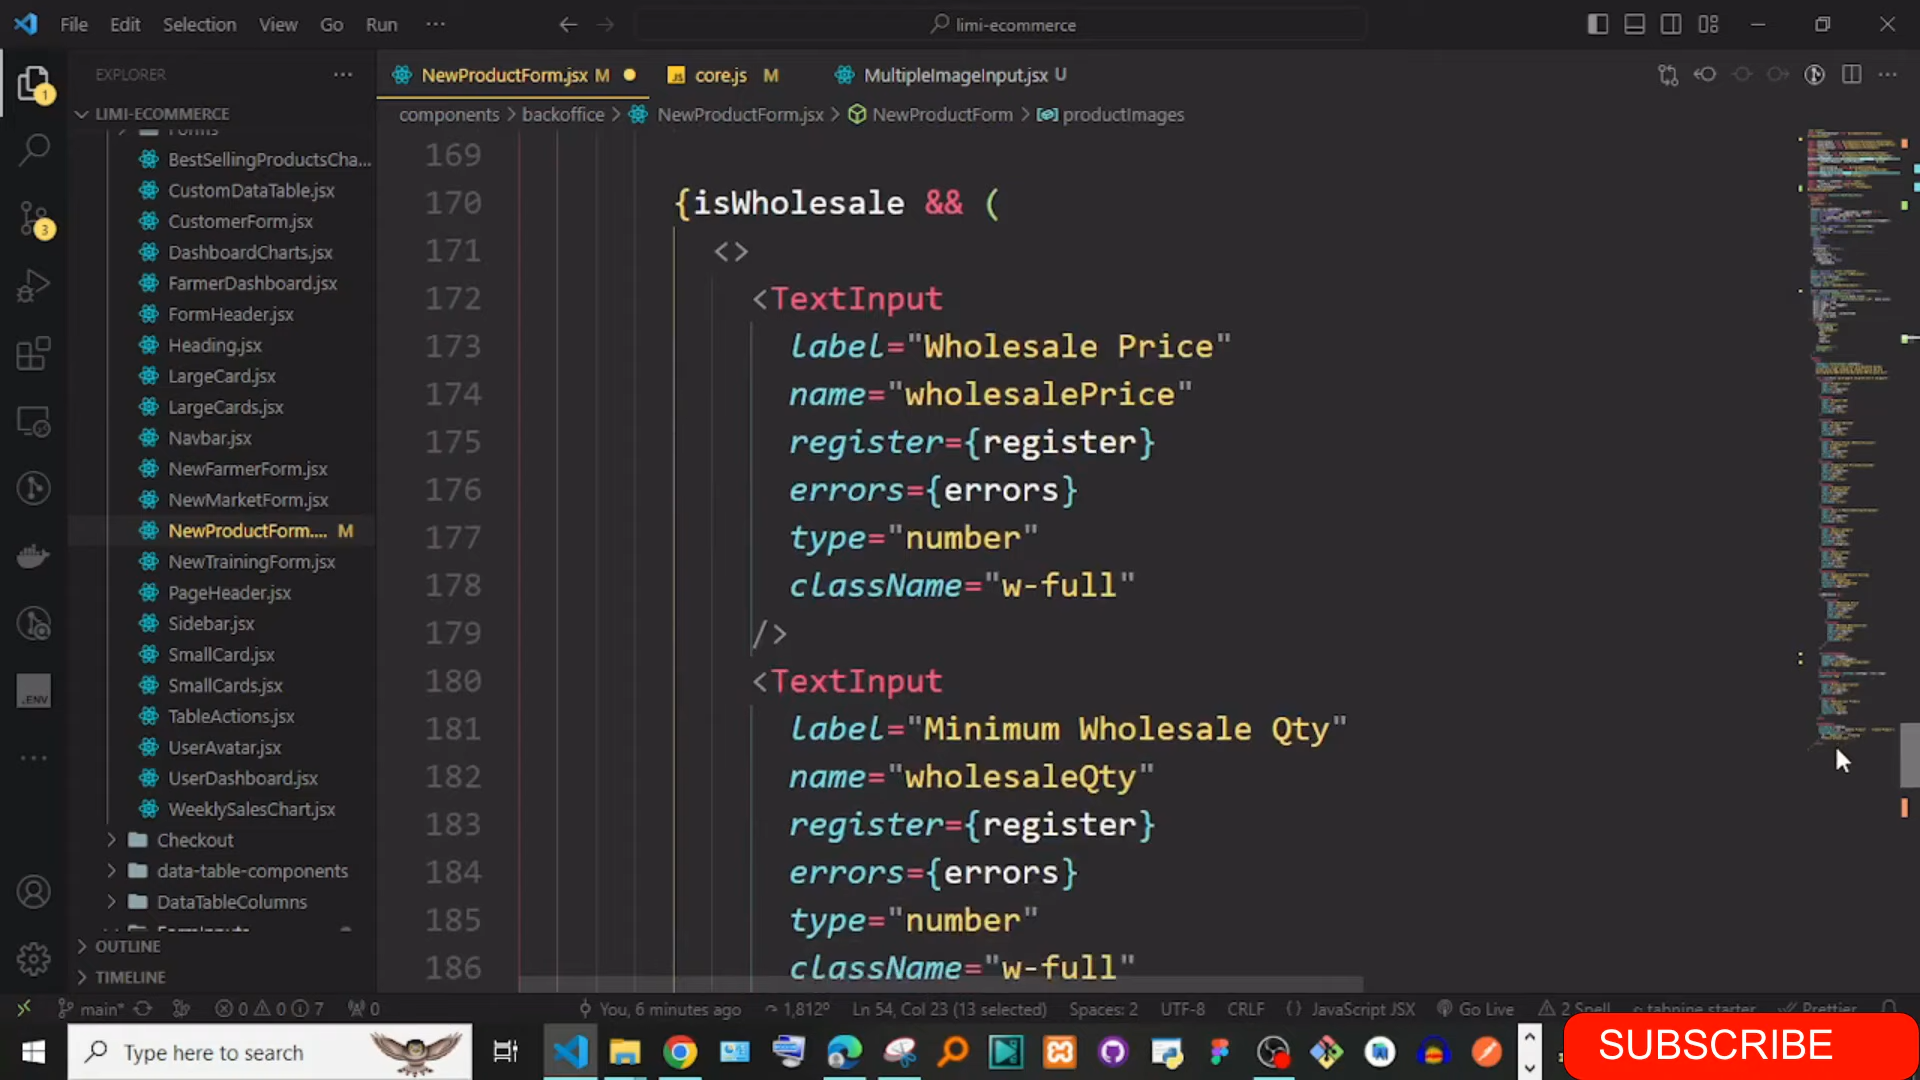 File Edit Selection View Go Run ··· limi-ecommerce
EXPLORER ···
NewProductForm.jsx M core.js M MultipleImageInput.jsx U
LIMI-ECOMMERCE
components > backoffice > NewProductForm.jsx > NewProductForm > productImages
BestSellingProductsCha...
CustomDataTable.jsx
CustomerForm.jsx
DashboardCharts.jsx
FarmerDashboard.jsx
FormHeader.jsx
Heading.jsx
LargeCard.jsx
LargeCards.jsx
Navbar.jsx
NewFarmerForm.jsx
NewMarketForm.jsx
NewProductForm.... M
NewTrainingForm.jsx
PageHeader.jsx
Sidebar.jsx
SmallCard.jsx
SmallCards.jsx
TableActions.jsx
UserAvatar.jsx
UserDashboard.jsx
WeeklySalesChart.jsx
Checkout
data-table-components
DataTableColumns
OUTLINE
TIMELINE
1
3
.ENV
169
170 {isWholesale && (
171 <>
172 <TextInput
173 label="Wholesale Price"
174 name="wholesalePrice"
175 register={register}
176 errors={errors}
177 type="number"
178 className="w-full"
179 />
180 <TextInput
181 label="Minimum Wholesale Qty"
182 name="wholesaleQty"
183 register={register}
184 errors={errors}
185 type="number"
186 className="w-full"
main* 0 0 7 0 You, 6 minutes ago 1,812° Ln 54, Col 23 (13 selected) Spaces: 2 UTF-8 CRLF {} JavaScript JSX Go Live 2 Spell tabnine starter Prettier
Type here to search
SUBSCRIBE